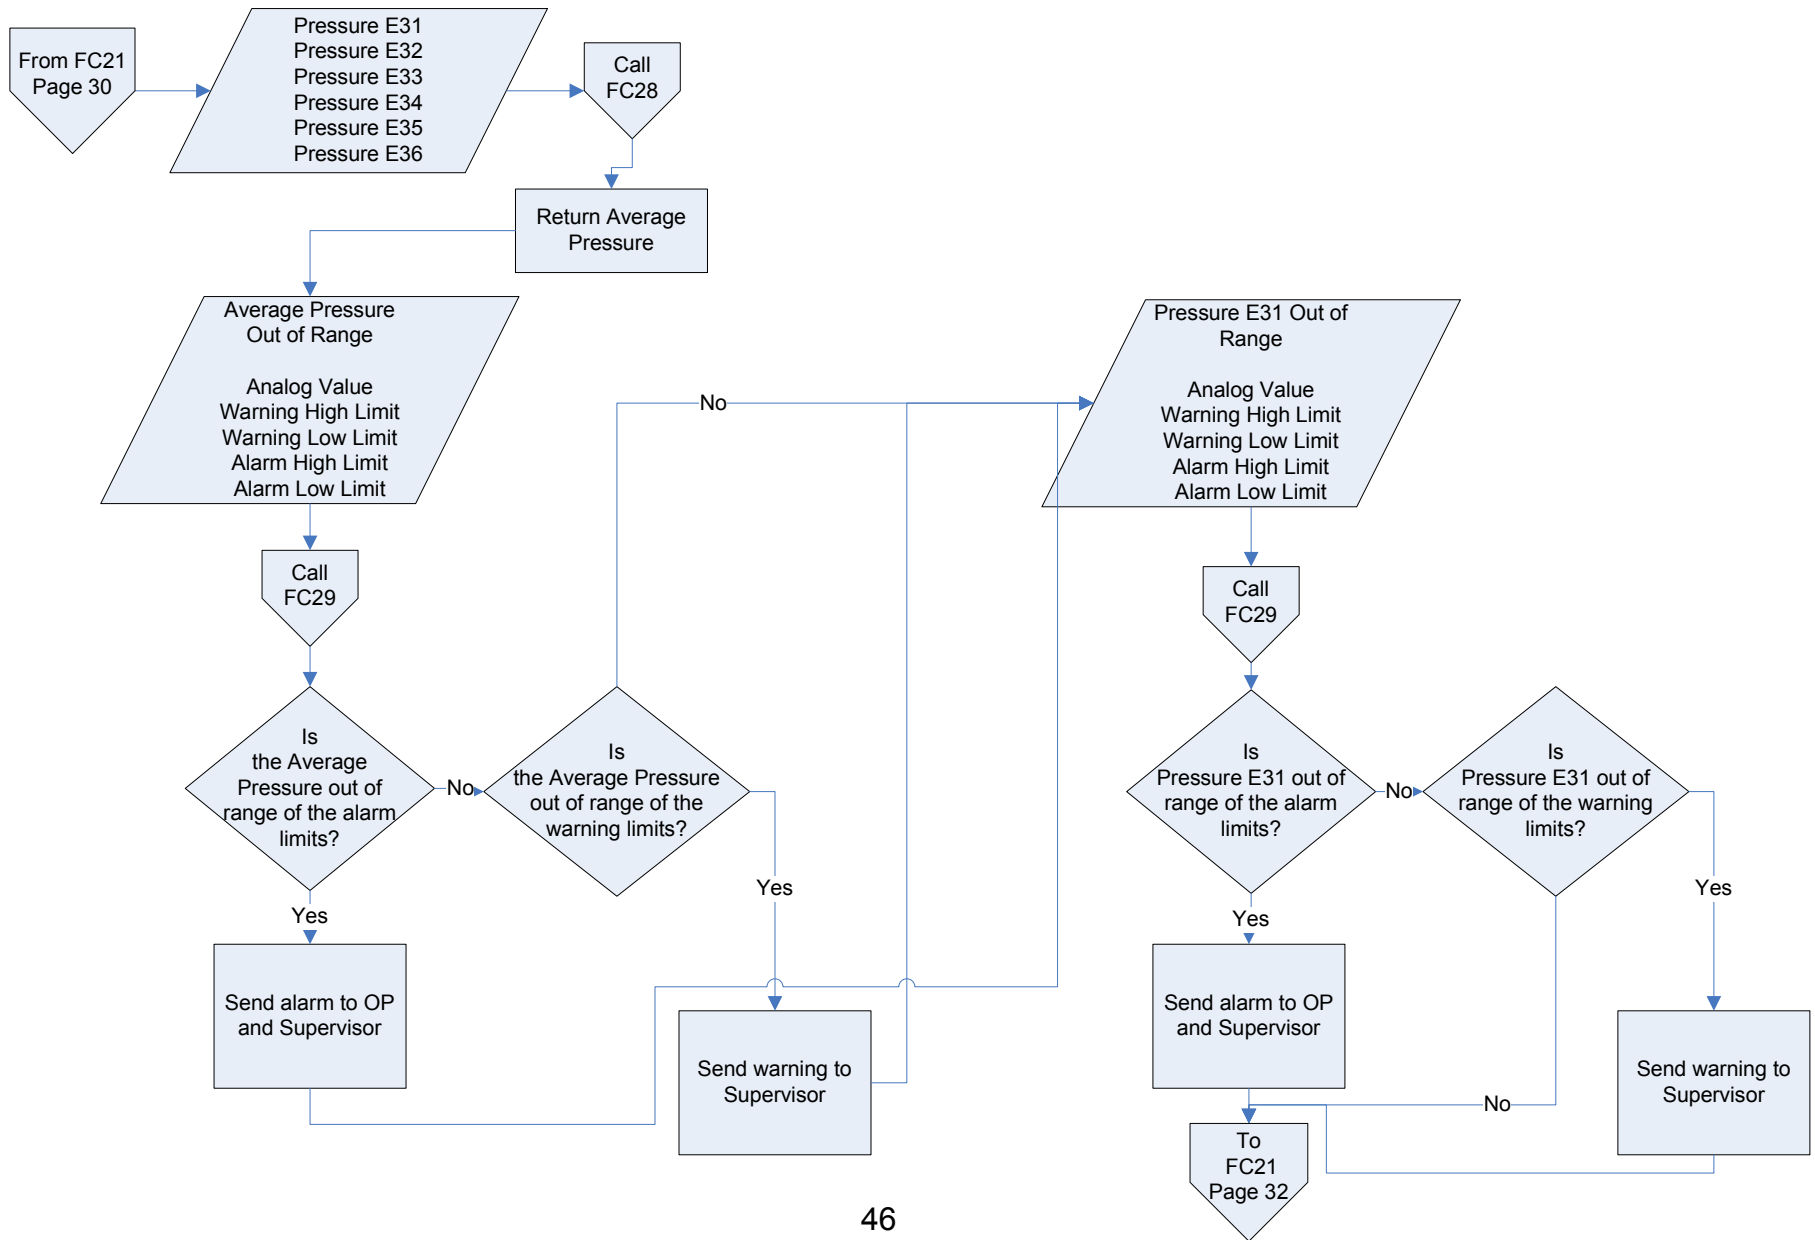 From FC21
Page 30
Pressure E31
Pressure E32
Pressure E33
Pressure E34
Pressure E35
Pressure E36
Call
FC28
Return Average
Pressure
Average Pressure
Out of Range
Analog Value
Warning High Limit
Warning Low Limit
Alarm High Limit
Alarm Low Limit
Call
FC29
Is
the Average
Pressure out of
range of the alarm
limits?
No
Is
the Average Pressure
out of range of the
warning limits?
No
Yes
Yes
Send alarm to OP
and Supervisor
Send warning to
Supervisor
Pressure E31 Out of
Range
Analog Value
Warning High Limit
Warning Low Limit
Alarm High Limit
Alarm Low Limit
Call
FC29
Is
Pressure E31 out of
range of the alarm
limits?
No
Is
Pressure E31 out of
range of the warning
limits?
Yes
Yes
Send alarm to OP
and Supervisor
Send warning to
Supervisor
No
To
FC21
Page 32
46